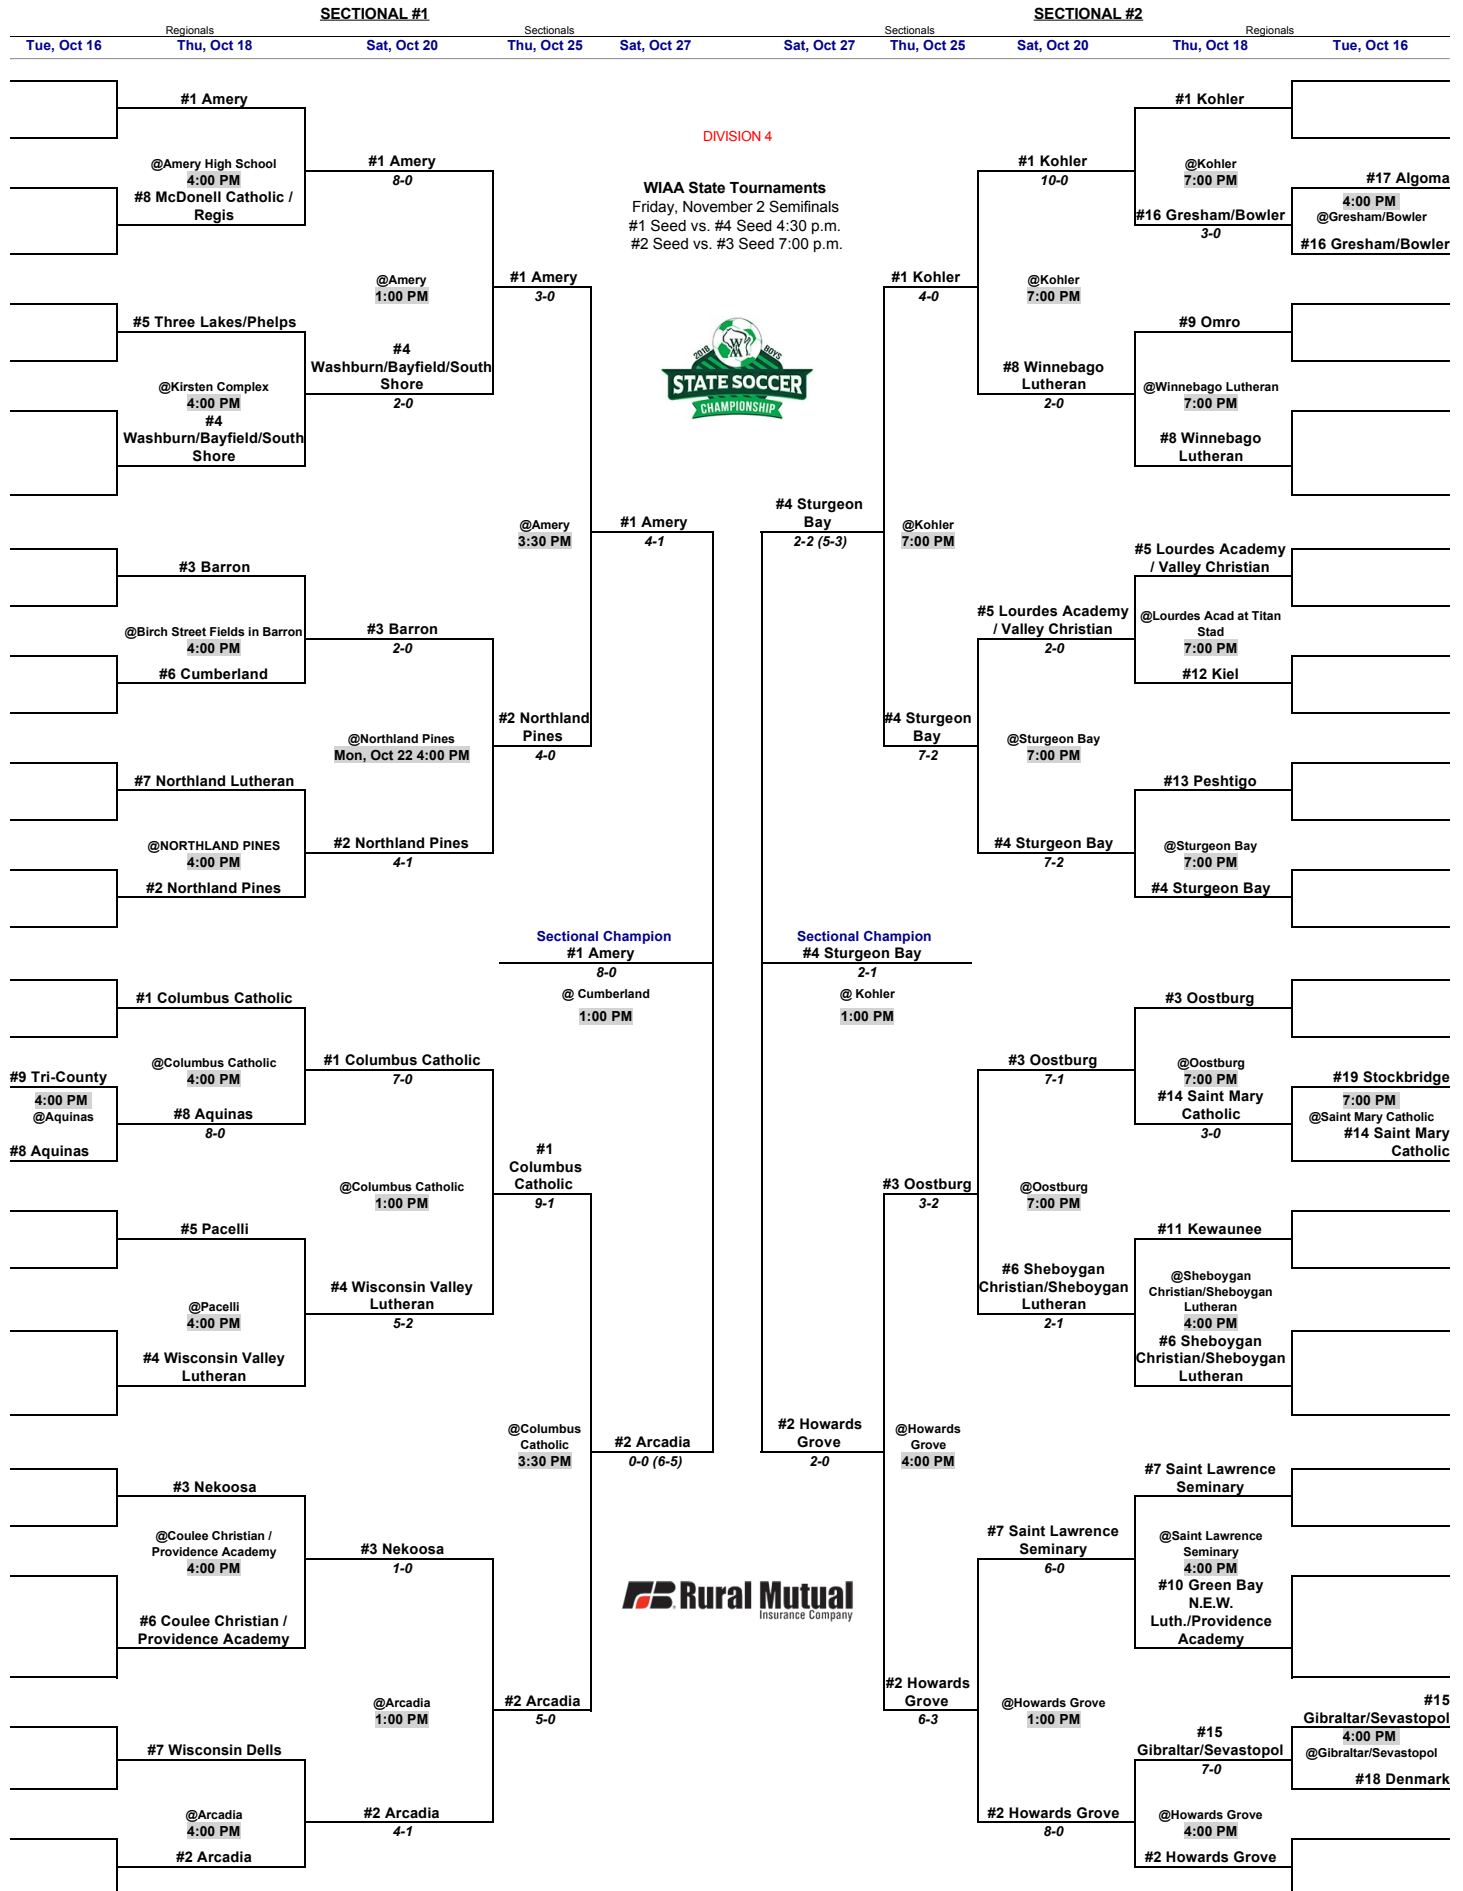 SECTIONAL #1
SECTIONAL #2
Regionals
Sectionals
Sectionals
Regionals
Tue, Oct 16
Thu, Oct 18
Sat, Oct 20
Thu, Oct 25
Sat, Oct 27
Sat, Oct 27
Thu, Oct 25
Sat, Oct 20
Thu, Oct 18
Tue, Oct 16
DIVISION 4
WIAA State Tournaments
Friday, November 2 Semifinals
#1 Seed vs. #4 Seed 4:30 p.m.
#2 Seed vs. #3 Seed 7:00 p.m.
2018 BOYS
WIAA
STATE SOCCER
CHAMPIONSHIP
#9 Tri-County
4:00 PM
@Aquinas
#8 Aquinas
#1 Amery
@Amery High School
4:00 PM
#8 McDonell Catholic /
Regis
#5 Three Lakes/Phelps
@Kirsten Complex
4:00 PM
#4
Washburn/Bayfield/South
Shore
#3 Barron
@Birch Street Fields in Barron
4:00 PM
#6 Cumberland
#7 Northland Lutheran
@NORTHLAND PINES
4:00 PM
#2 Northland Pines
#1 Columbus Catholic
@Columbus Catholic
4:00 PM
#8 Aquinas
8-0
#5 Pacelli
@Pacelli
4:00 PM
#4 Wisconsin Valley
Lutheran
#3 Nekoosa
@Coulee Christian /
Providence Academy
4:00 PM
#6 Coulee Christian /
Providence Academy
#7 Wisconsin Dells
@Arcadia
4:00 PM
#2 Arcadia
#1 Amery
8-0
@Amery
1:00 PM
#4
Washburn/Bayfield/South
Shore
2-0
#3 Barron
2-0
@Northland Pines
Mon, Oct 22 4:00 PM
#2 Northland Pines
4-1
#1 Columbus Catholic
7-0
@Columbus Catholic
1:00 PM
#4 Wisconsin Valley
Lutheran
5-2
#3 Nekoosa
1-0
@Arcadia
1:00 PM
#2 Arcadia
4-1
#1 Amery
3-0
@Amery
3:30 PM
#2 Northland
Pines
4-0
#1
Columbus
Catholic
9-1
@Columbus
Catholic
3:30 PM
#2 Arcadia
5-0
#1 Amery
4-1
Sectional Champion
#1 Amery
8-0
@ Cumberland
1:00 PM
#2 Arcadia
0-0 (6-5)
#4 Sturgeon
Bay
2-2 (5-3)
Sectional Champion
#4 Sturgeon Bay
2-1
@ Kohler
1:00 PM
#2 Howards
Grove
2-0
#1 Kohler
4-0
@Kohler
7:00 PM
#4 Sturgeon
Bay
7-2
#3 Oostburg
3-2
@Howards
Grove
4:00 PM
#2 Howards
Grove
6-3
#1 Kohler
10-0
@Kohler
7:00 PM
#8 Winnebago
Lutheran
2-0
#5 Lourdes Academy
/ Valley Christian
2-0
@Sturgeon Bay
7:00 PM
#4 Sturgeon Bay
7-2
#3 Oostburg
7-1
@Oostburg
7:00 PM
#6 Sheboygan
Christian/Sheboygan
Lutheran
2-1
#7 Saint Lawrence
Seminary
6-0
@Howards Grove
1:00 PM
#2 Howards Grove
8-0
#1 Kohler
@Kohler
7:00 PM
#16 Gresham/Bowler
3-0
#9 Omro
@Winnebago Lutheran
7:00 PM
#8 Winnebago
Lutheran
#5 Lourdes Academy
/ Valley Christian
@Lourdes Acad at Titan
Stad
7:00 PM
#12 Kiel
#13 Peshtigo
@Sturgeon Bay
7:00 PM
#4 Sturgeon Bay
#3 Oostburg
@Oostburg
7:00 PM
#14 Saint Mary
Catholic
3-0
#11 Kewaunee
@Sheboygan
Christian/Sheboygan
Lutheran
4:00 PM
#6 Sheboygan
Christian/Sheboygan
Lutheran
#7 Saint Lawrence
Seminary
@Saint Lawrence
Seminary
4:00 PM
#10 Green Bay
N.E.W.
Luth./Providence
Academy
#15
Gibraltar/Sevastopol
7-0
@Howards Grove
4:00 PM
#2 Howards Grove
#17 Algoma
4:00 PM
@Gresham/Bowler
#16 Gresham/Bowler
#19 Stockbridge
7:00 PM
@Saint Mary Catholic
#14 Saint Mary
Catholic
#15
Gibraltar/Sevastopol
4:00 PM
@Gibraltar/Sevastopol
#18 Denmark
Rural Mutual
Insurance Company